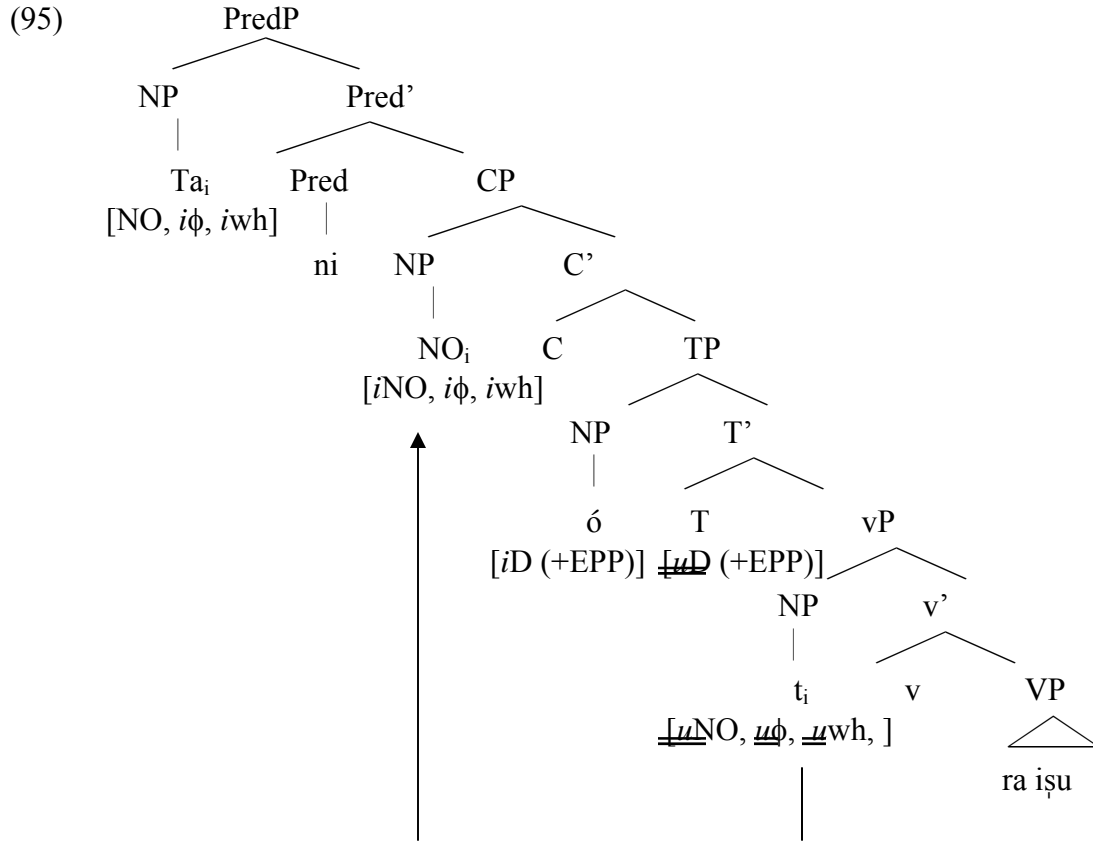 (95) PredP
NP Pred’
Taᵢ Pred CP
[NO, iϕ, iwh]
ni NP C’
NOᵢ C TP
[iNO, iϕ, iwh]
NP T’
ó T vP
[iD (+EPP)] [uD (+EPP)]
NP v’
tᵢ v VP
[uNO, uϕ, uwh, ]
ra iṣu